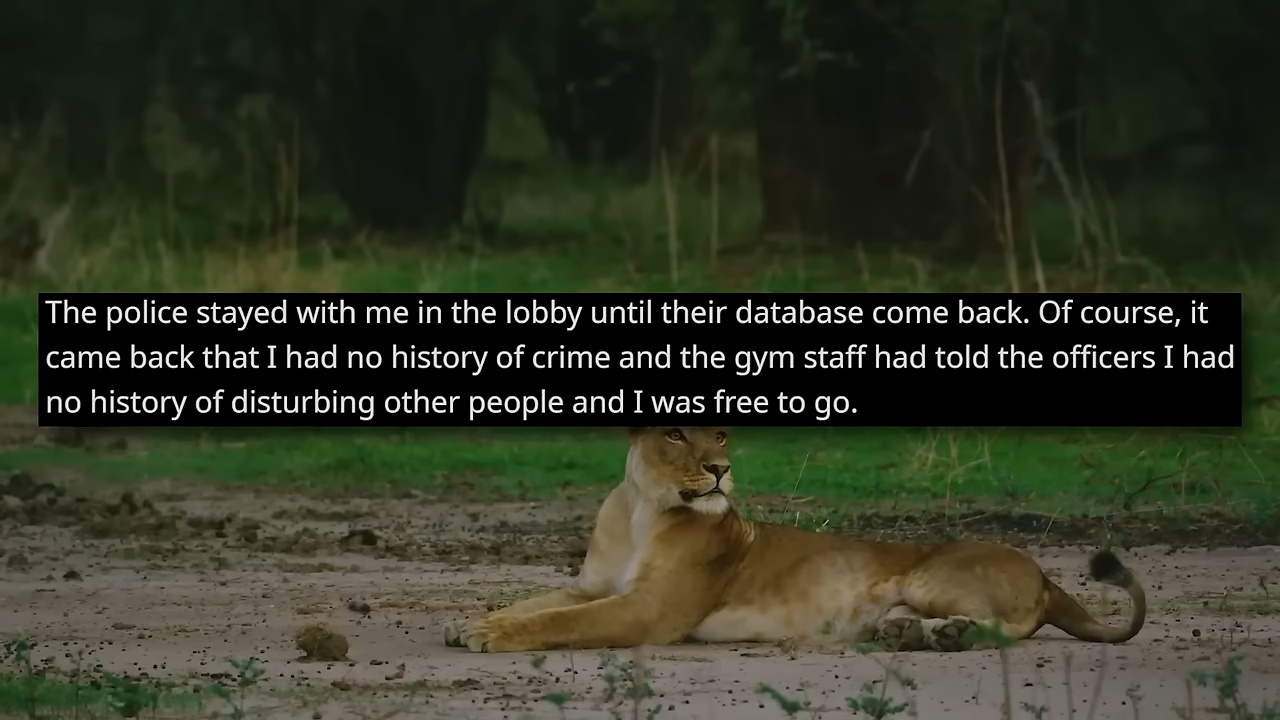 The police stayed with me in the lobby until their database come back. Of course, it
came back that I had no history of crime and the gym staff had told the officers I had
no history of disturbing other people and I was free to go.